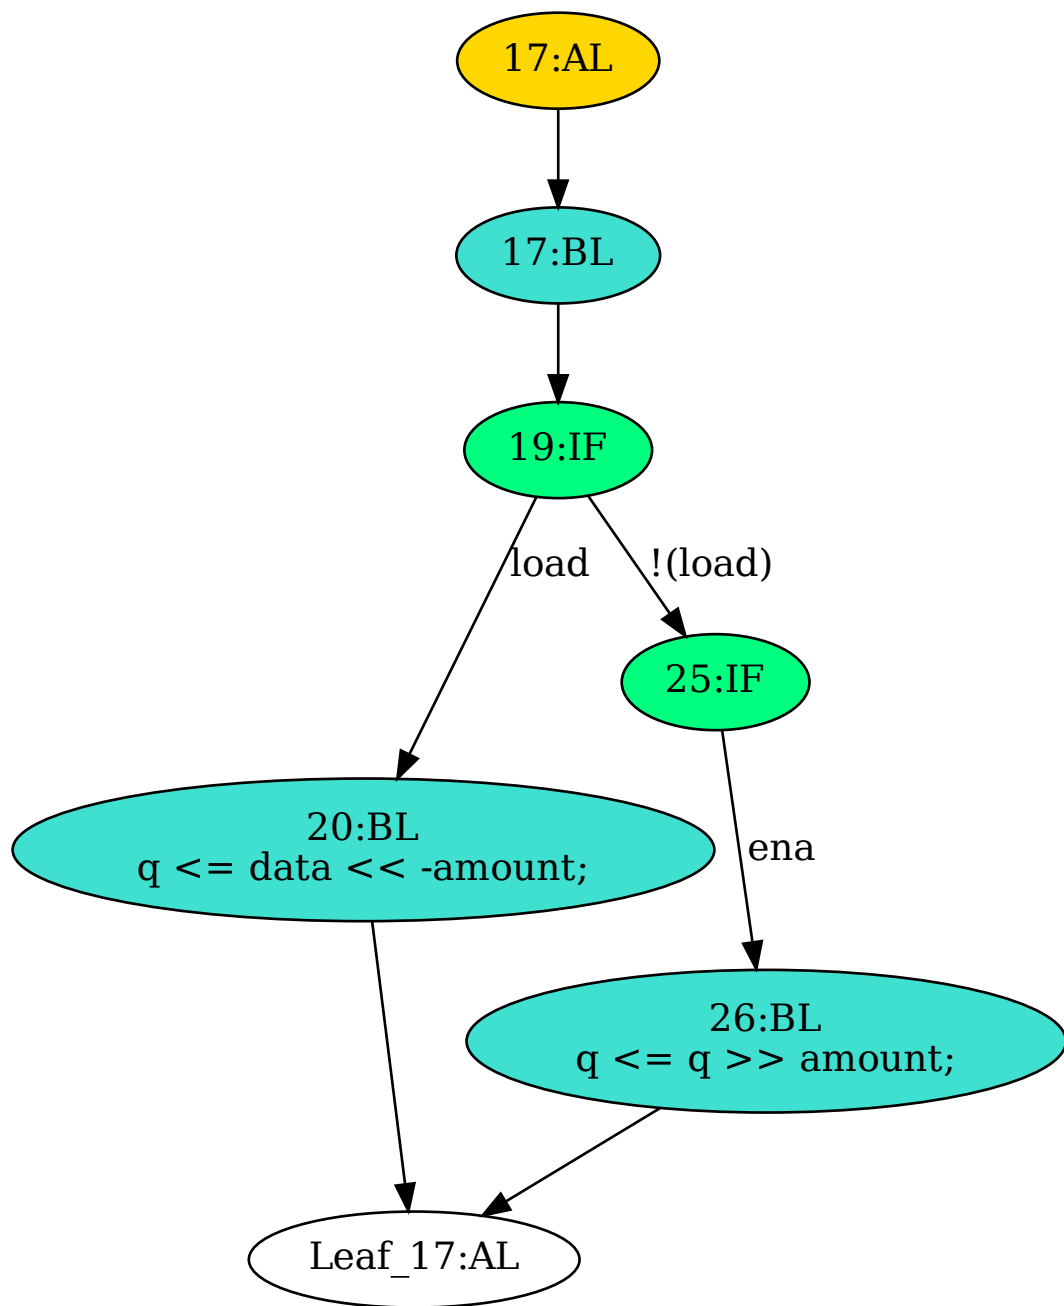 17:AL
17:BL
19:IF
load
!(load)
25:IF
20:BL
q <= data << -amount;
ena
26:BL
q <= q >> amount;
Leaf_17:AL